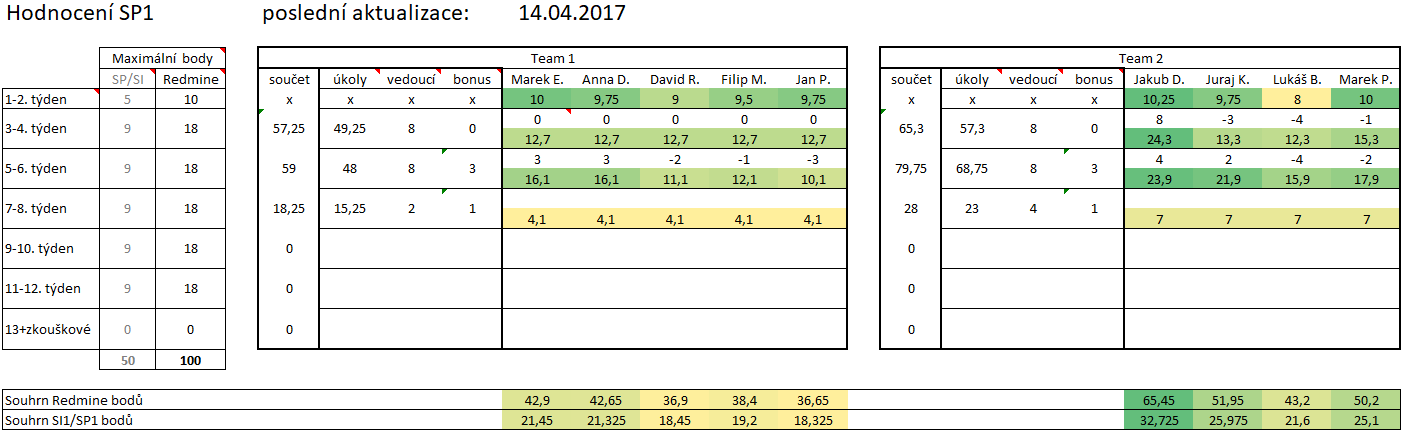 Hodnocení SP1 poslední aktualizace: 14.04.2017
Maximální body Team 1 Team 2
SP/SI Redmine součet úkoly vedoucí bonus Marek E. Anna D. David R. Filip M. Jan P. součet úkoly vedoucí bonus Jakub D. Juraj K. Lukáš B. Marek P.
1-2. týden 5 10 x x x x 10 9,75 9 9,5 9,75 x x x x 10,25 9,75 8 10
0 0 0 0 0 8 -3 -4 -1
3-4. týden 9 18 57,25 49,25 8 0 65,3 57,3 8 0
12,7 12,7 12,7 12,7 12,7 24,3 13,3 12,3 15,3
3 3 -2 -1 -3 4 2 -4 -2
5-6. týden 9 18 59 48 8 3 79,75 68,75 8 3
16,1 16,1 11,1 12,1 10,1 23,9 21,9 15,9 17,9
7-8. týden 9 18 18,25 15,25 2 1 28 23 4 1
4,1 4,1 4,1 4,1 4,1 7 7 7 7
9-10. týden 9 18 0 0
11-12. týden 9 18 0 0
13+zkouškové 0 0 0 0
50 100
Souhrn Redmine bodů 42,9 42,65 36,9 38,4 36,65 65,45 51,95 43,2 50,2
Souhrn SI1/SP1 bodů 21,45 21,325 18,45 19,2 18,325 32,725 25,975 21,6 25,1